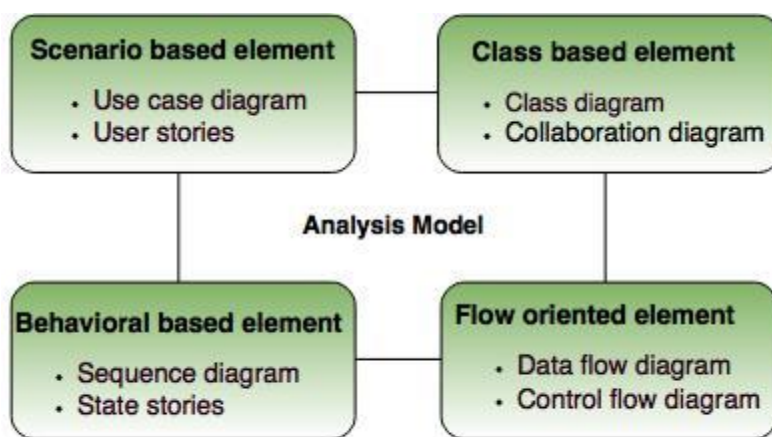 Scenario based element
• Use case diagram
• User stories
Class based element
• Class diagram
• Collaboration diagram
Analysis Model
Behavioral based element
• Sequence diagram
• State stories
Flow oriented element
• Data flow diagram
• Control flow diagram